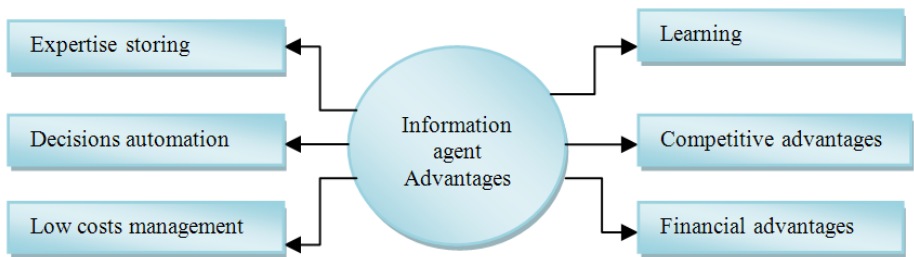 Expertise storing
Decisions automation
Low costs management
Information
agent
Advantages
Learning
Competitive advantages
Financial advantages